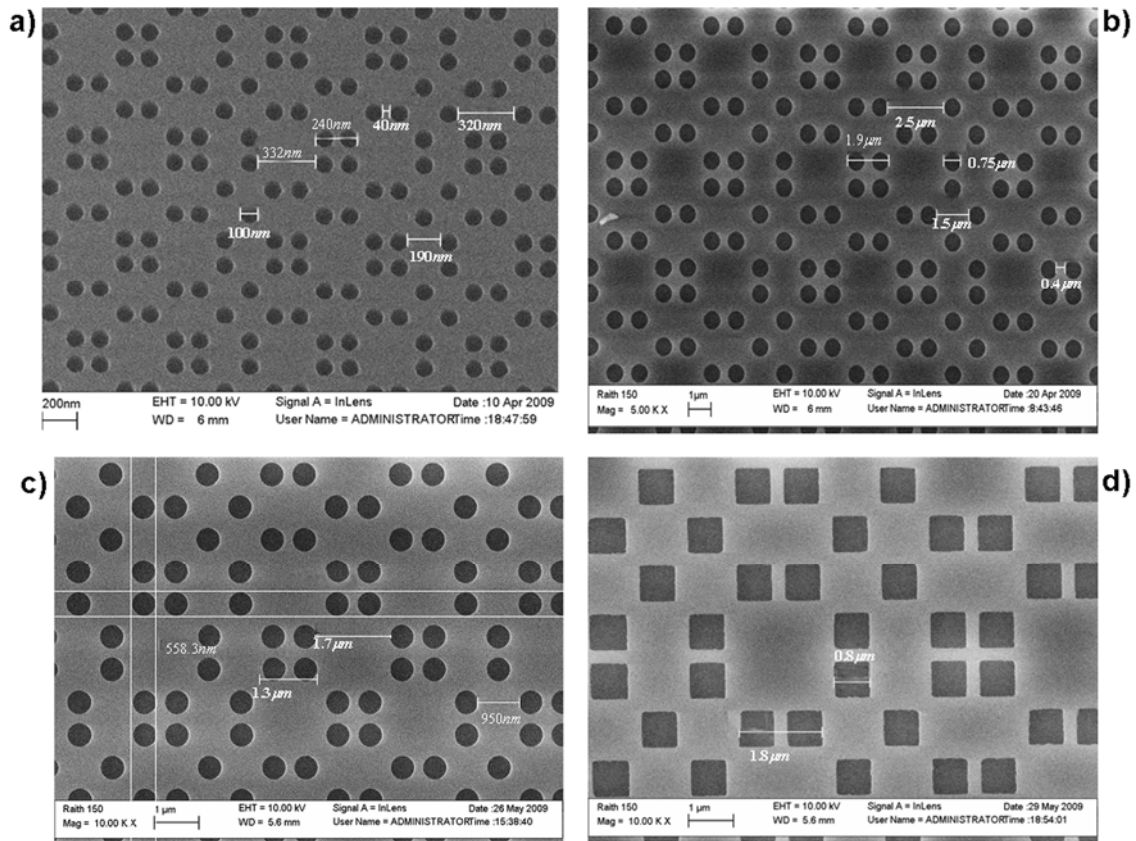 a)
240nm
40nm
320nm
332nm
100nm
190nm
200nm
EHT = 10.00 kV
Signal A = InLens
Date :10 Apr 2009
WD = 6 mm
User Name = ADMINISTRATOR
Time :18:47:59
b)
2.5μm
1.9μm
0.75μm
1.5μm
0.4μm
Raith 150
EHT = 10.00 kV
Signal A = InLens
Date :20 Apr 2009
Mag = 5.00 K X
1μm
WD = 6 mm
User Name = ADMINISTRATOR
Time :8:43:46
c)
1.7μm
558.3nm
1.3μm
950nm
Raith 150
1 μm
EHT = 10.00 kV
Signal A = InLens
Date :26 May 2009
Mag = 10.00 K X
WD = 5.6 mm
User Name = ADMINISTRATOR
Time :15:38:40
d)
0.8μm
1.8μm
Raith 150
1 μm
EHT = 10.00 kV
Signal A = InLens
Date :29 May 2009
Mag = 10.00 K X
WD = 5.6 mm
User Name = ADMINISTRATOR
Time :18:54:01